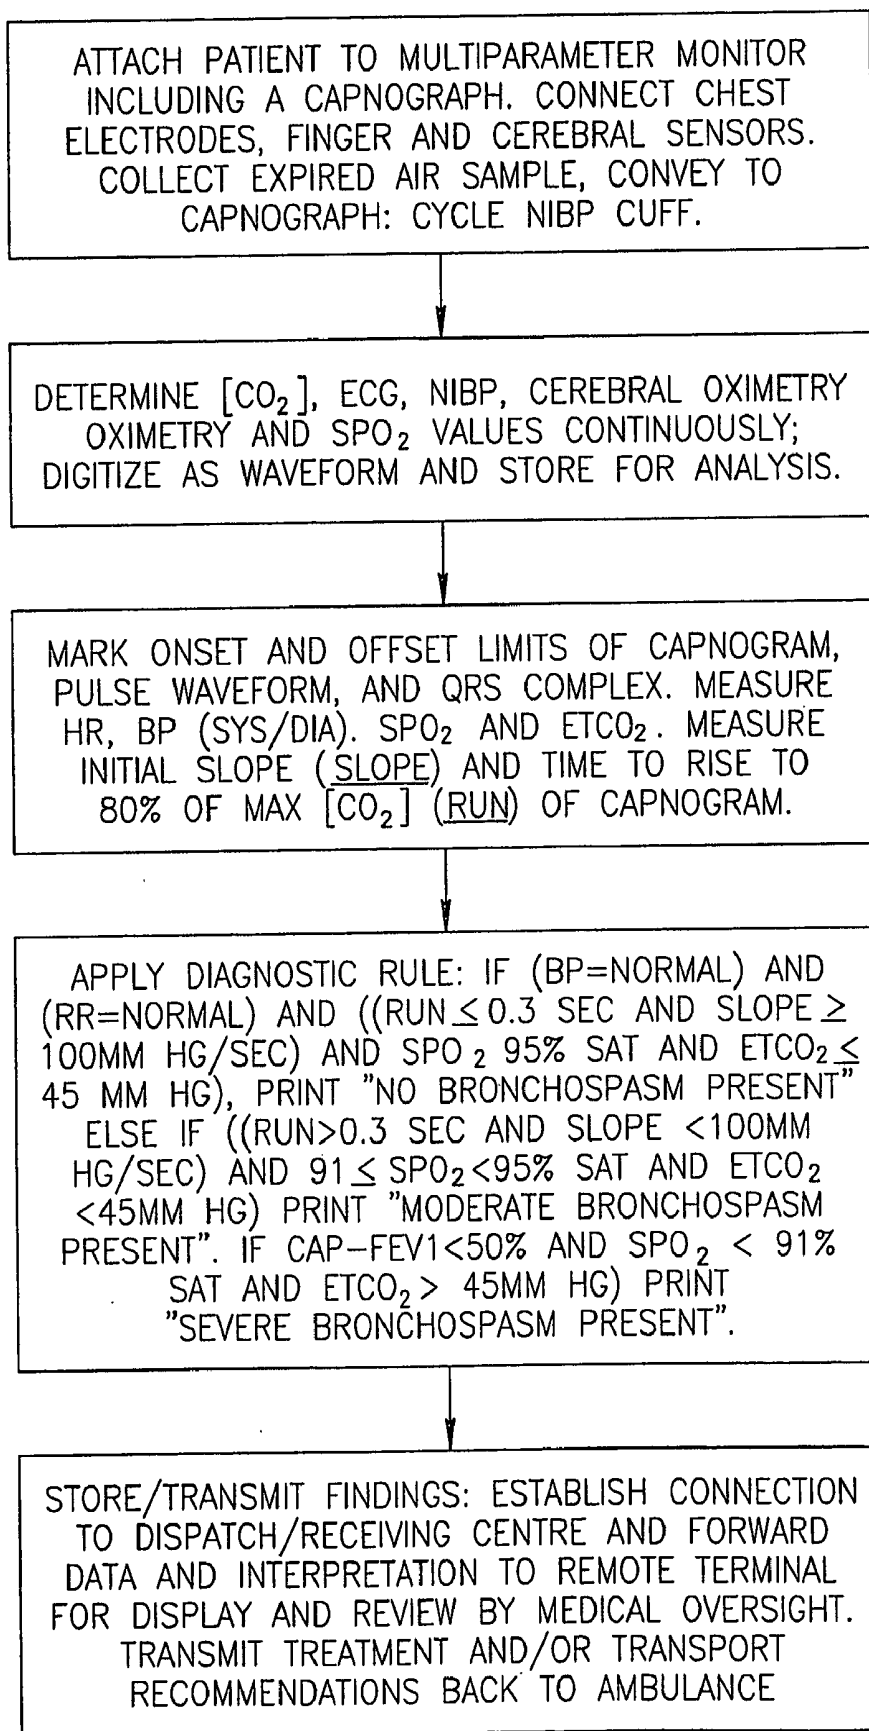 ATTACH PATIENT TO MULTIPARAMETER MONITOR
INCLUDING A CAPNOGRAPH. CONNECT CHEST
ELECTRODES, FINGER AND CEREBRAL SENSORS.
COLLECT EXPIRED AIR SAMPLE, CONVEY TO
CAPNOGRAPH: CYCLE NIBP CUFF.
DETERMINE [CO₂], ECG, NIBP, CEREBRAL OXIMETRY
OXIMETRY AND SPO₂ VALUES CONTINUOUSLY;
DIGITIZE AS WAVEFORM AND STORE FOR ANALYSIS.
MARK ONSET AND OFFSET LIMITS OF CAPNOGRAM,
PULSE WAVEFORM, AND QRS COMPLEX. MEASURE
HR, BP (SYS/DIA). SPO₂ AND ETCO₂. MEASURE
INITIAL SLOPE (SLOPE) AND TIME TO RISE TO
80% OF MAX [CO₂] (RUN) OF CAPNOGRAM.
APPLY DIAGNOSTIC RULE: IF (BP=NORMAL) AND
(RR=NORMAL) AND ((RUN ≤ 0.3 SEC AND SLOPE ≥
100MM HG/SEC) AND SPO₂ 95% SAT AND ETCO₂ ≤
45 MM HG), PRINT "NO BRONCHOSPASM PRESENT"
ELSE IF ((RUN>0.3 SEC AND SLOPE <100MM
HG/SEC) AND 91 ≤ SPO₂<95% SAT AND ETCO₂
<45MM HG) PRINT "MODERATE BRONCHOSPASM
PRESENT". IF CAP-FEV1<50% AND SPO₂ < 91%
SAT AND ETCO₂ > 45MM HG) PRINT
"SEVERE BRONCHOSPASM PRESENT".
STORE/TRANSMIT FINDINGS: ESTABLISH CONNECTION
TO DISPATCH/RECEIVING CENTRE AND FORWARD
DATA AND INTERPRETATION TO REMOTE TERMINAL
FOR DISPLAY AND REVIEW BY MEDICAL OVERSIGHT.
TRANSMIT TREATMENT AND/OR TRANSPORT
RECOMMENDATIONS BACK TO AMBULANCE